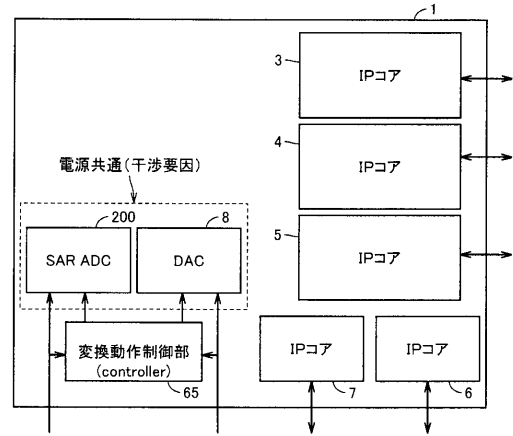 1
3
IPコア
4
IPコア
電源共通(干渉要因)
200
8
5
IPコア
SAR ADC
DAC
変換動作制御部
(controller)
65
IPコア
7
IPコア
6